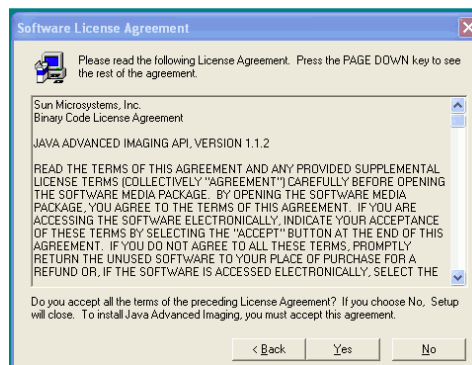 Software License Agreement
Please read the following License Agreement. Press the PAGE DOWN key to see
the rest of the agreement.
Sun Microsystems, Inc.
Binary Code License Agreement
JAVA ADVANCED IMAGING API, VERSION 1.1.2
READ THE TERMS OF THIS AGREEMENT AND ANY PROVIDED SUPPLEMENTAL
LICENSE TERMS (COLLECTIVELY "AGREEMENT") CAREFULLY BEFORE OPENING
THE SOFTWARE MEDIA PACKAGE. BY OPENING THE SOFTWARE MEDIA
PACKAGE, YOU AGREE TO THE TERMS OF THIS AGREEMENT. IF YOU ARE
ACCESSING THE SOFTWARE ELECTRONICALLY, INDICATE YOUR ACCEPTANCE
OF THESE TERMS BY SELECTING THE "ACCEPT" BUTTON AT THE END OF THIS
AGREEMENT. IF YOU DO NOT AGREE TO ALL THESE TERMS, PROMPTLY
RETURN THE UNUSED SOFTWARE TO YOUR PLACE OF PURCHASE FOR A
REFUND OR, IF THE SOFTWARE IS ACCESSED ELECTRONICALLY, SELECT THE
Do you accept all the terms of the preceding License Agreement? If you choose No, Setup
will close. To install Java Advanced Imaging, you must accept this agreement.
< Back Yes No